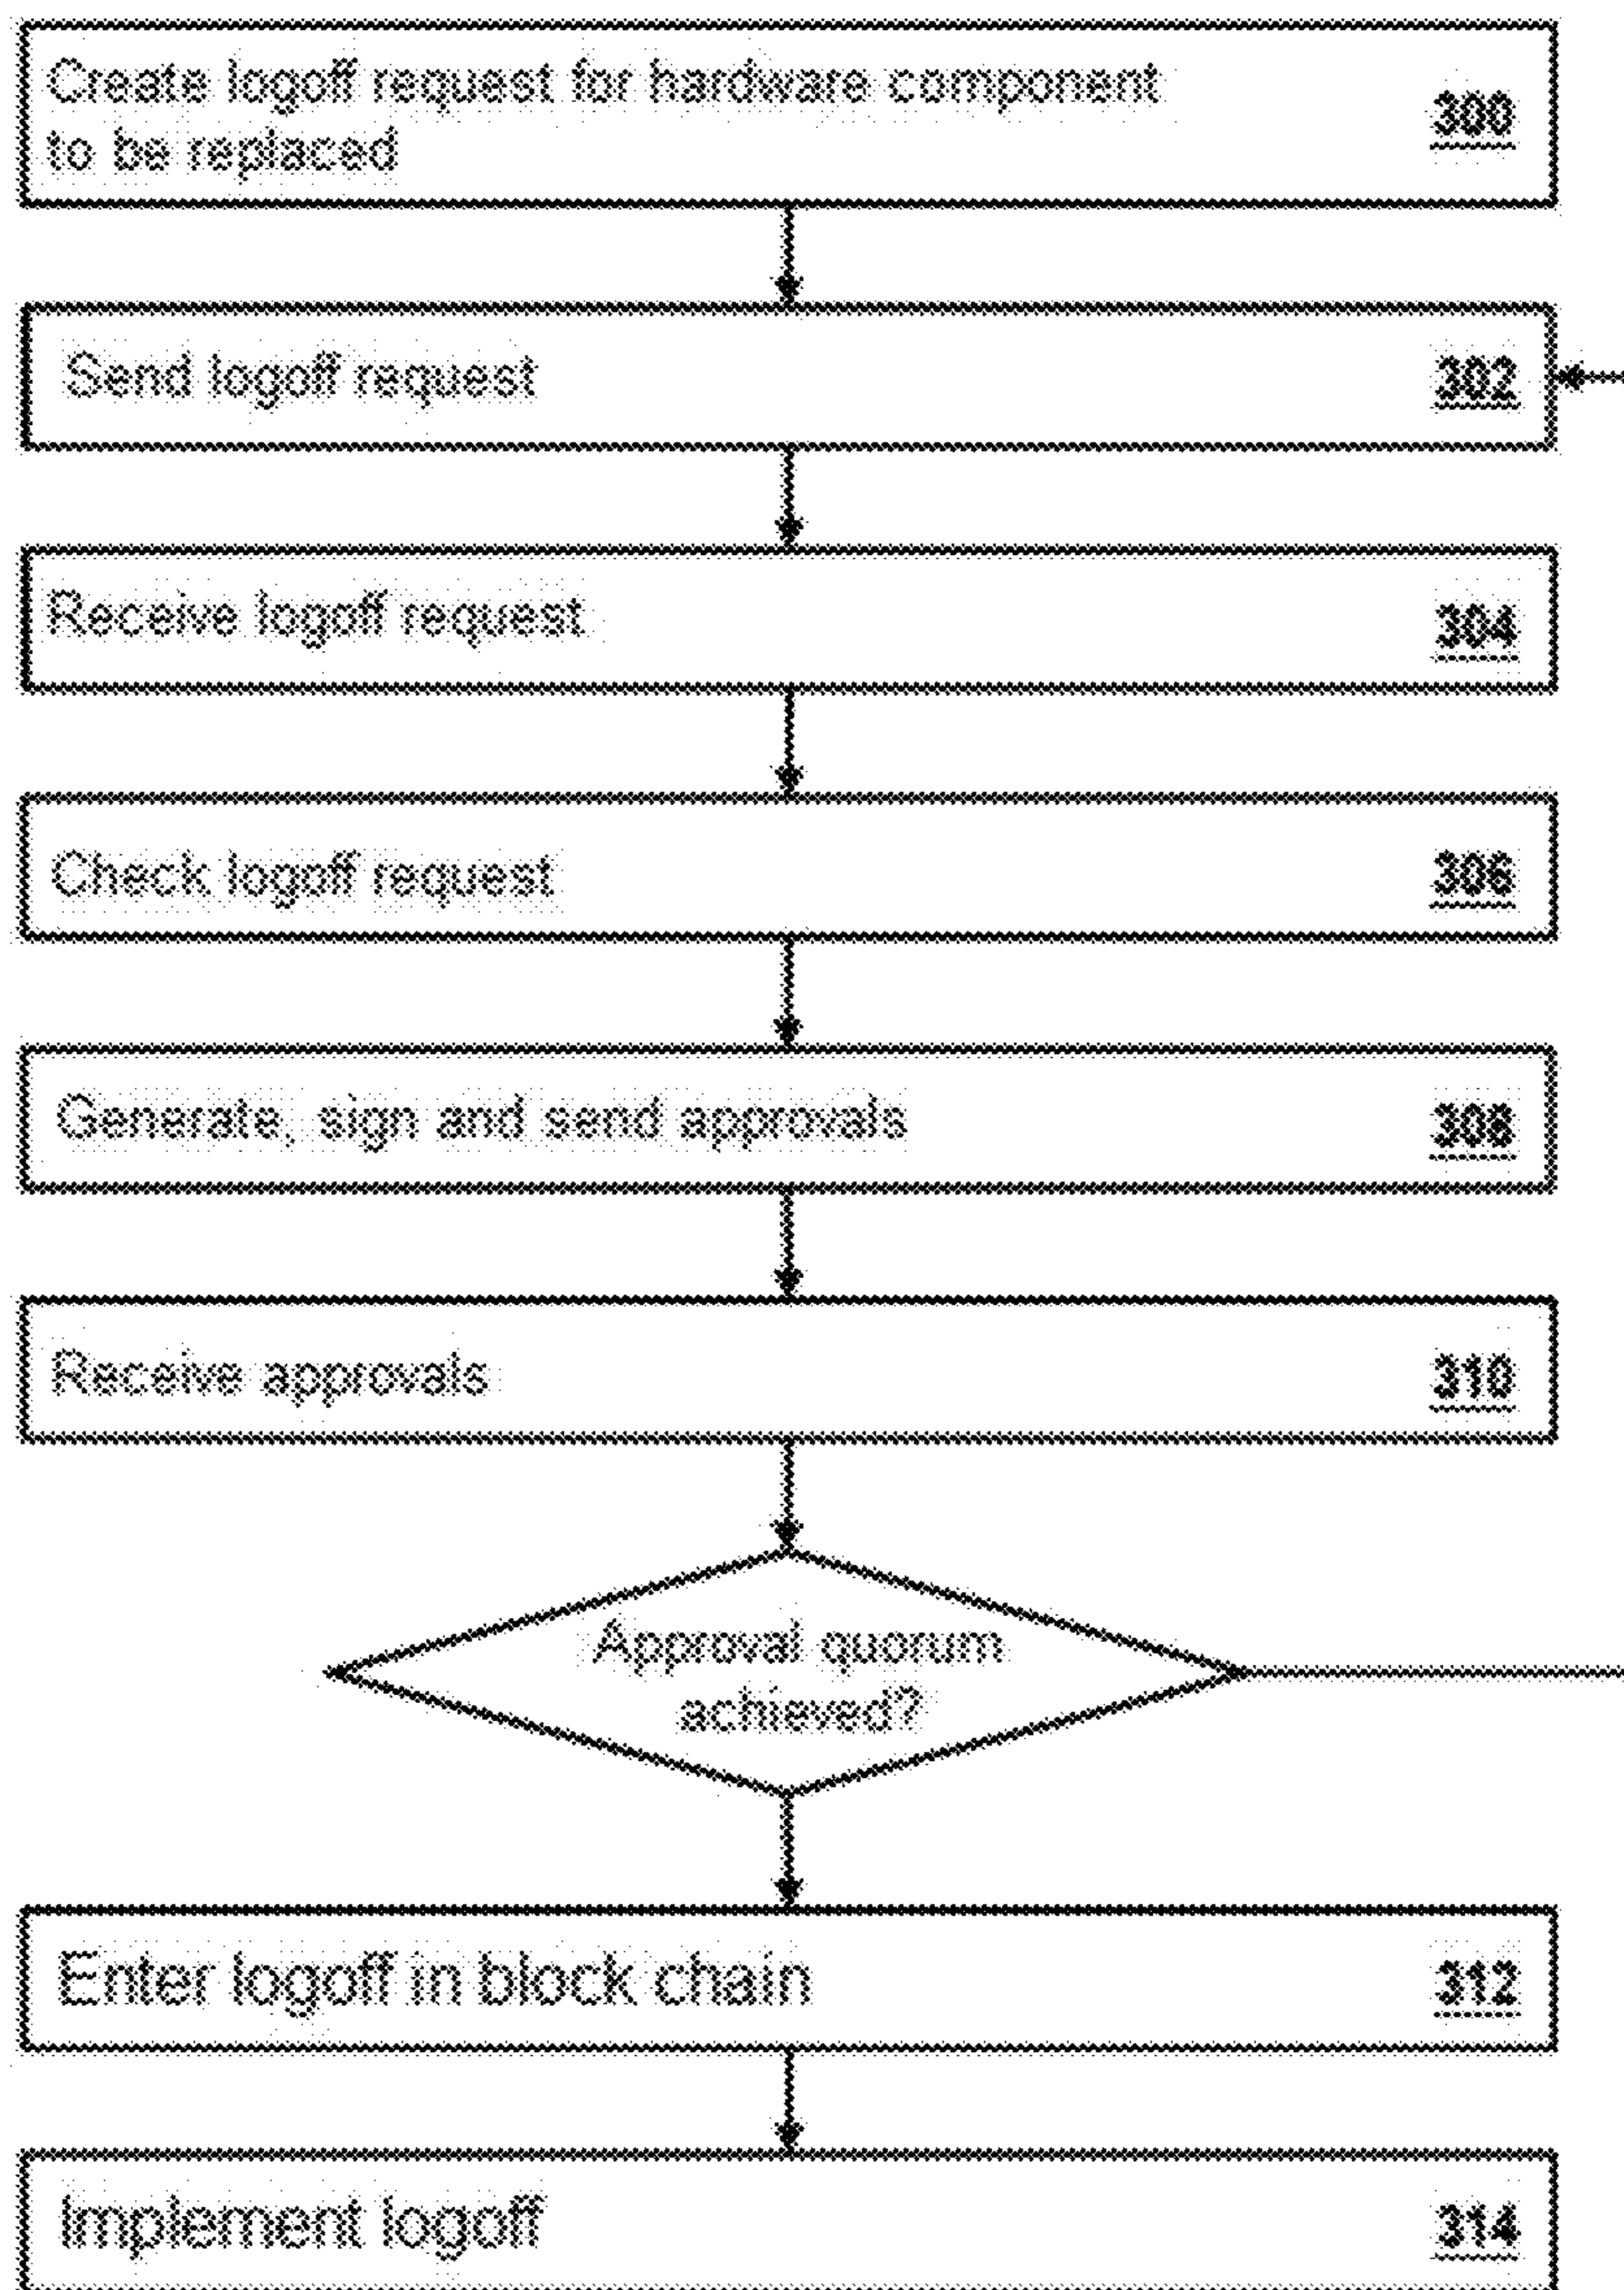 Create logoff request for hardware component
to be replaced
300
Send logoff request
302
Receive logoff request
304
Check logoff request
306
Generate, sign and send approvals
308
Receive approvals
310
Approval quorum
achieved?
Enter logoff in block chain
312
Implement logoff
314